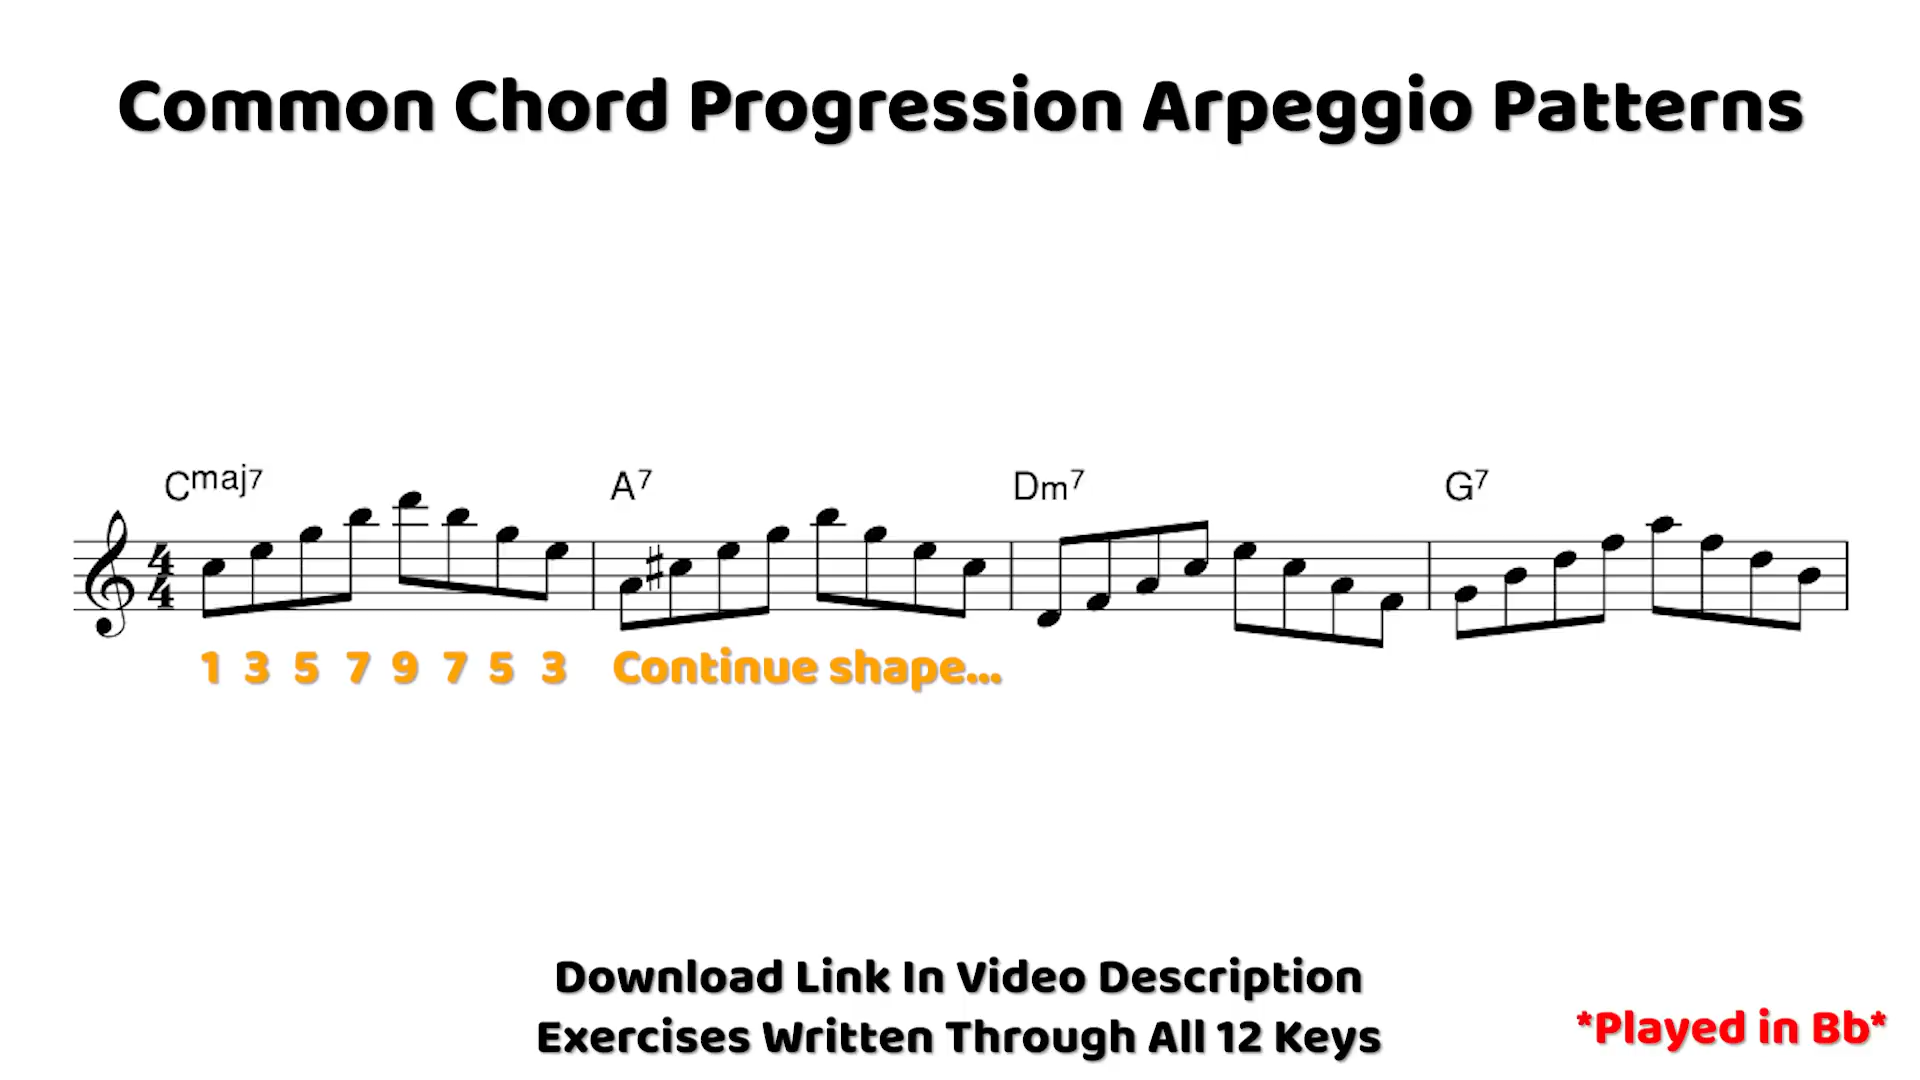 Common Chord Progression Arpeggio Patterns
Cmaj7 A7 Dm7 G7
4
4
1 3 5 7 9 7 5 3 Continue shape...
Download Link In Video Description
Exercises Written Through All 12 Keys
*Played in Bb*